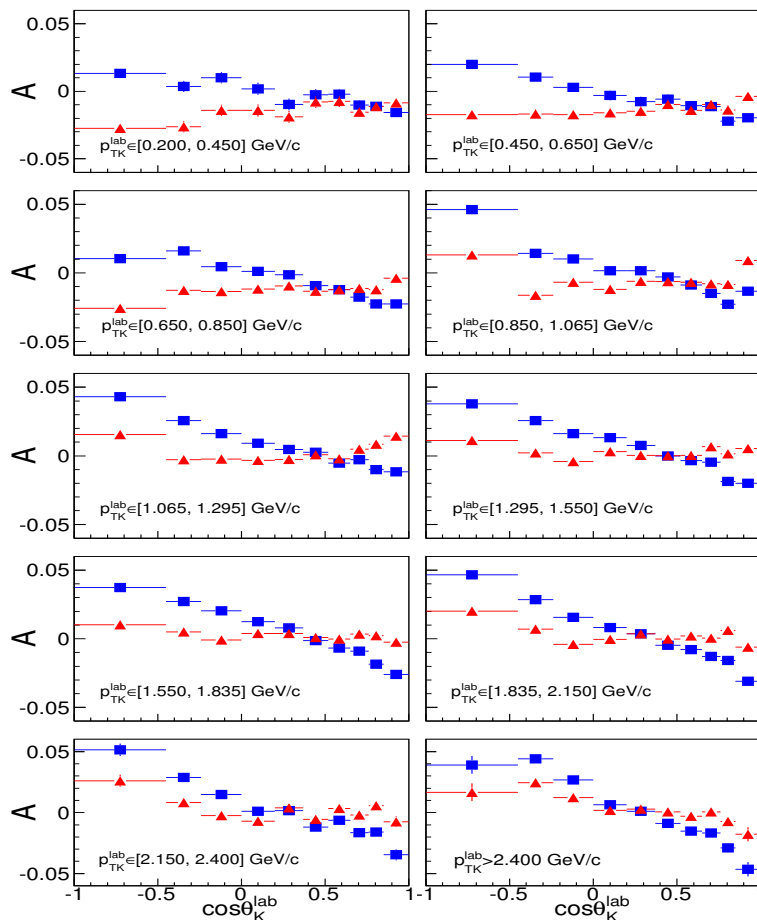 0.05
A
0
-0.05
p_TK^lab∈[0.200, 0.450] GeV/c
p_TK^lab∈[0.450, 0.650] GeV/c
0.05
A
0
-0.05
p_TK^lab∈[0.650, 0.850] GeV/c
p_TK^lab∈[0.850, 1.065] GeV/c
0.05
A
0
-0.05
p_TK^lab∈[1.065, 1.295] GeV/c
p_TK^lab∈[1.295, 1.550] GeV/c
0.05
A
0
-0.05
p_TK^lab∈[1.550, 1.835] GeV/c
p_TK^lab∈[1.835, 2.150] GeV/c
0.05
A
0
-0.05
p_TK^lab∈[2.150, 2.400] GeV/c
p_TK^lab>2.400 GeV/c
-1 -0.5 0 0.5 1 -0.5 0 0.5 1
cosθ_K^lab cosθ_K^lab